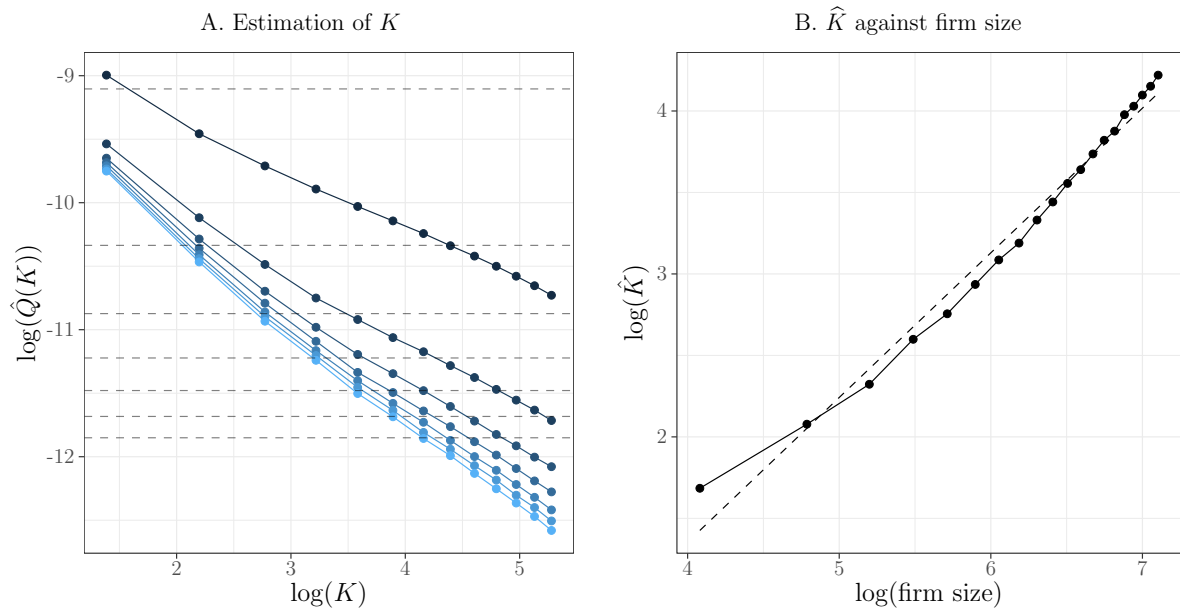 A. Estimation of K
-9
-10
-11
-12
log(Q̂(K))
2 3 4 5
log(K)
B. K̂ against firm size
4
3
2
log(K̂)
4 5 6 7
log(firm size)